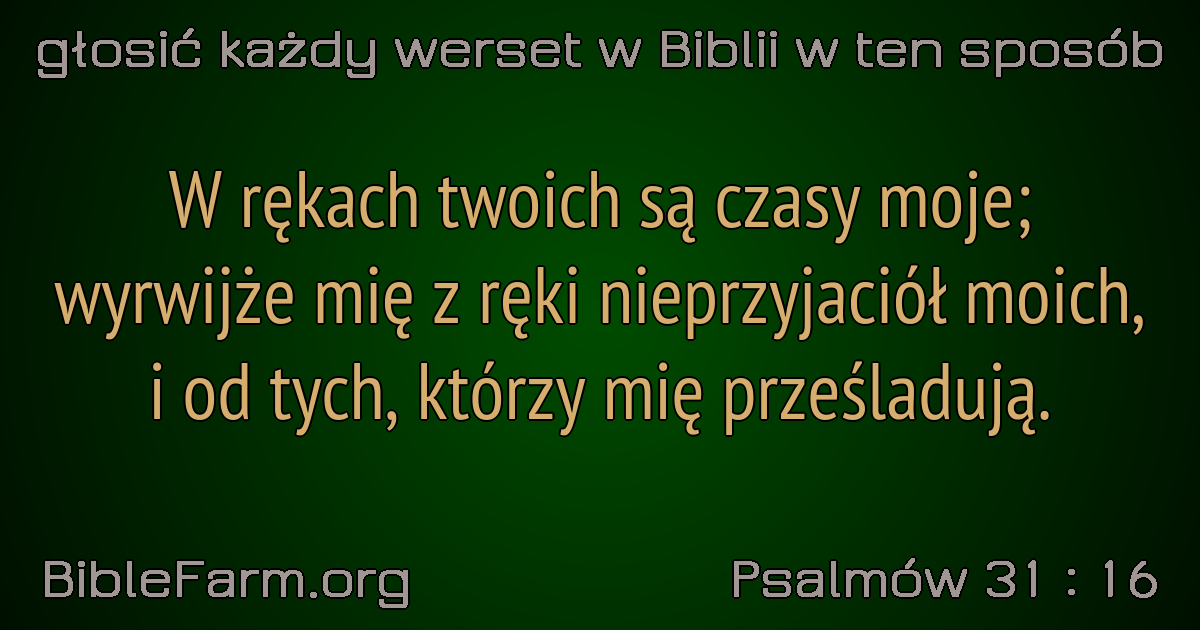 głosić każdy werset w Biblii w ten sposób
W rękach twoich są czasy moje;
wyrwijże mię z ręki nieprzyjaciół moich,
i od tych, którzy mię prześladują.
BibleFarm.org
Psalmów 31 : 16